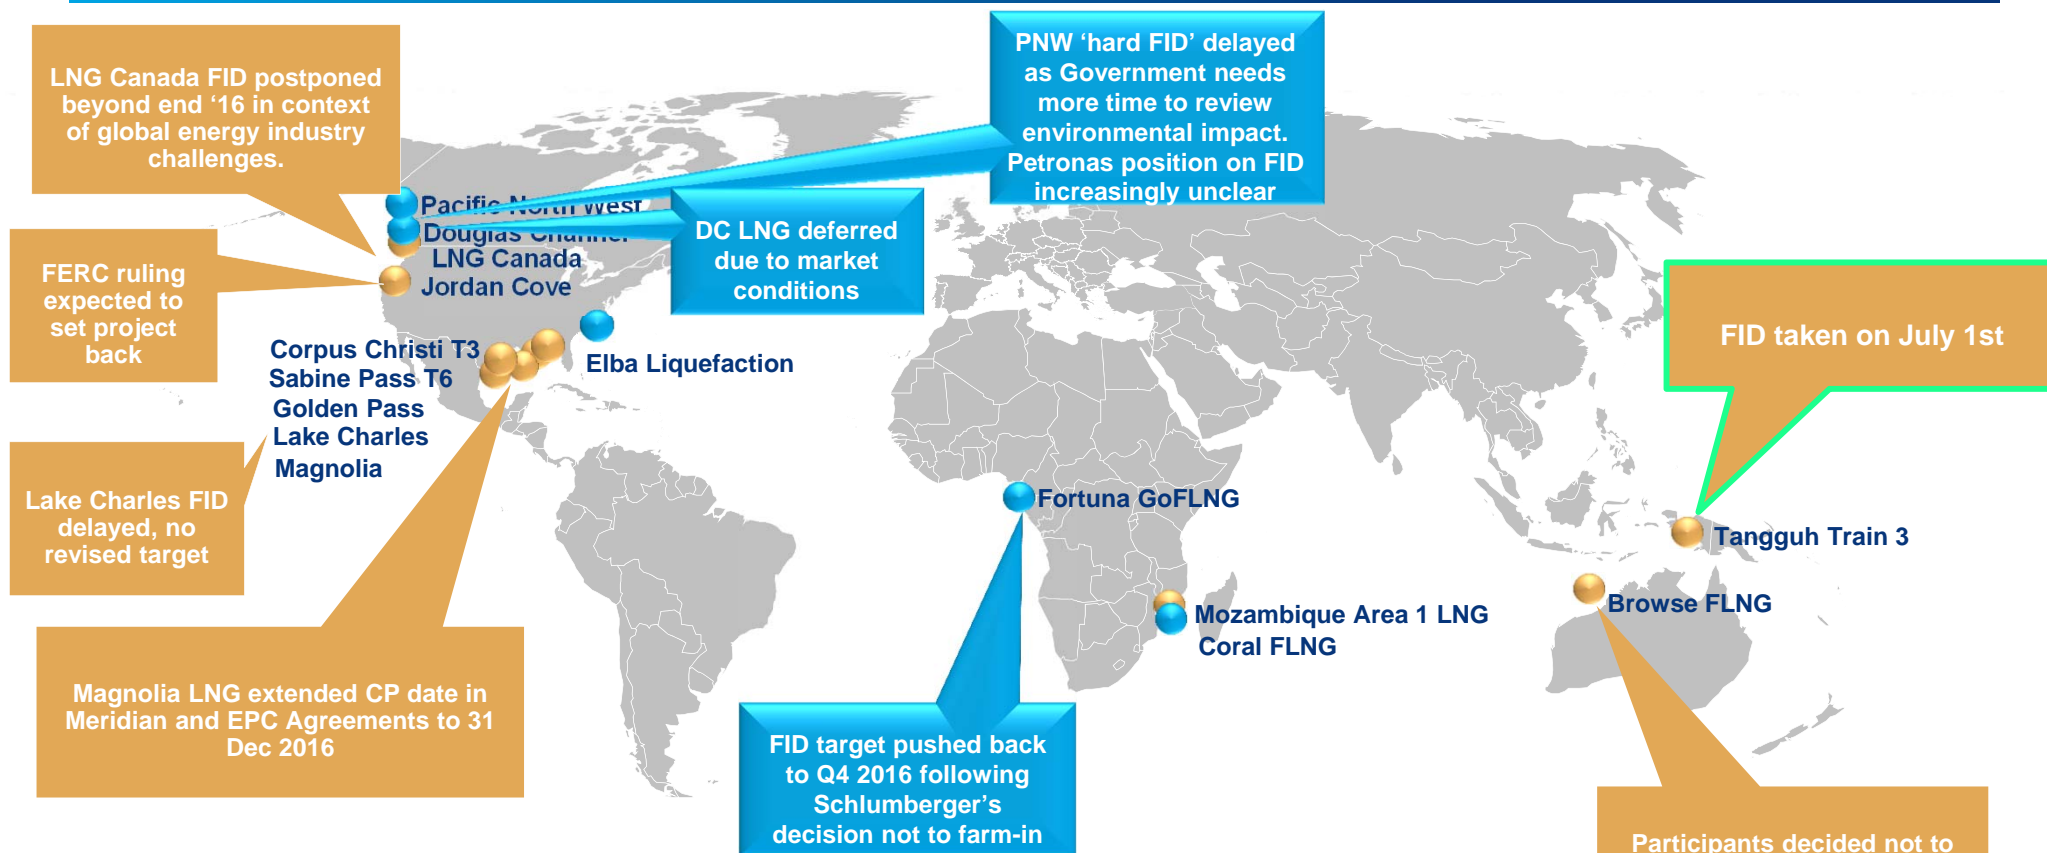 LNG Canada FID postponed
beyond end ‘16 in context
of global energy industry
challenges.
PNW ‘hard FID’ delayed
as Government needs
more time to review
environmental impact.
Petronas position on FID
increasingly unclear
Pacific North West
Douglas Channel
LNG Canada
Jordan Cove
DC LNG deferred
due to market
conditions
FERC ruling
expected to
set project
back
FID taken on July 1st
Corpus Christi T3
Sabine Pass T6
Golden Pass
Lake Charles
Magnolia
Elba Liquefaction
Lake Charles FID
delayed, no
revised target
Fortuna GoFLNG
Tangguh Train 3
Browse FLNG
Mozambique Area 1 LNG
Coral FLNG
Magnolia LNG extended CP date in
Meridian and EPC Agreements to 31
Dec 2016
FID target pushed back
to Q4 2016 following
Schlumberger’s
decision not to farm-in
Participants decided not to